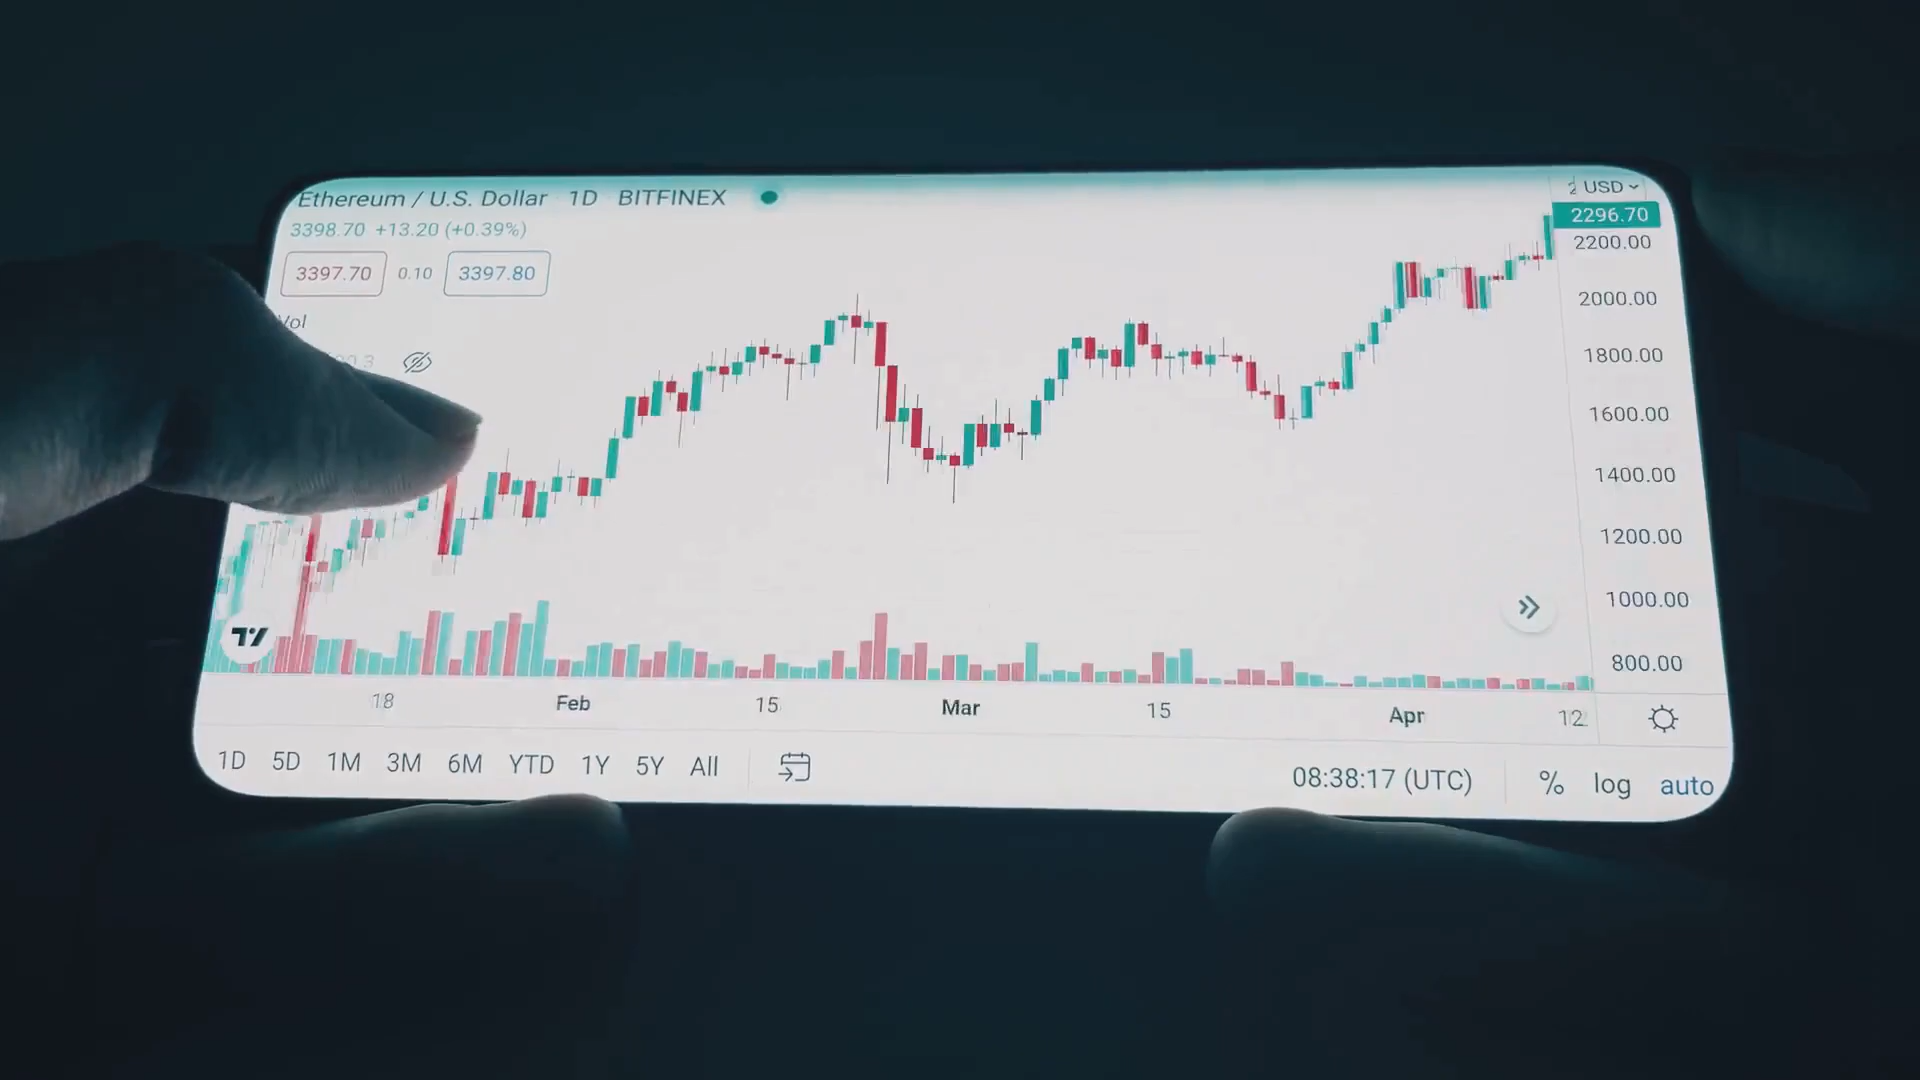 Ethereum / U.S. Dollar 1D BITFINEX
USD
3398.70 +13.20 (+0.39%)
2296.70
3397.70 0.10 3397.80
2200.00
2000.00
Vol
1800.00
1600.00
1400.00
1200.00
1000.00
800.00
18 Feb 15 Mar 15 Apr 12
1D 5D 1M 3M 6M YTD 1Y 5Y All
08:38:17 (UTC) % log auto